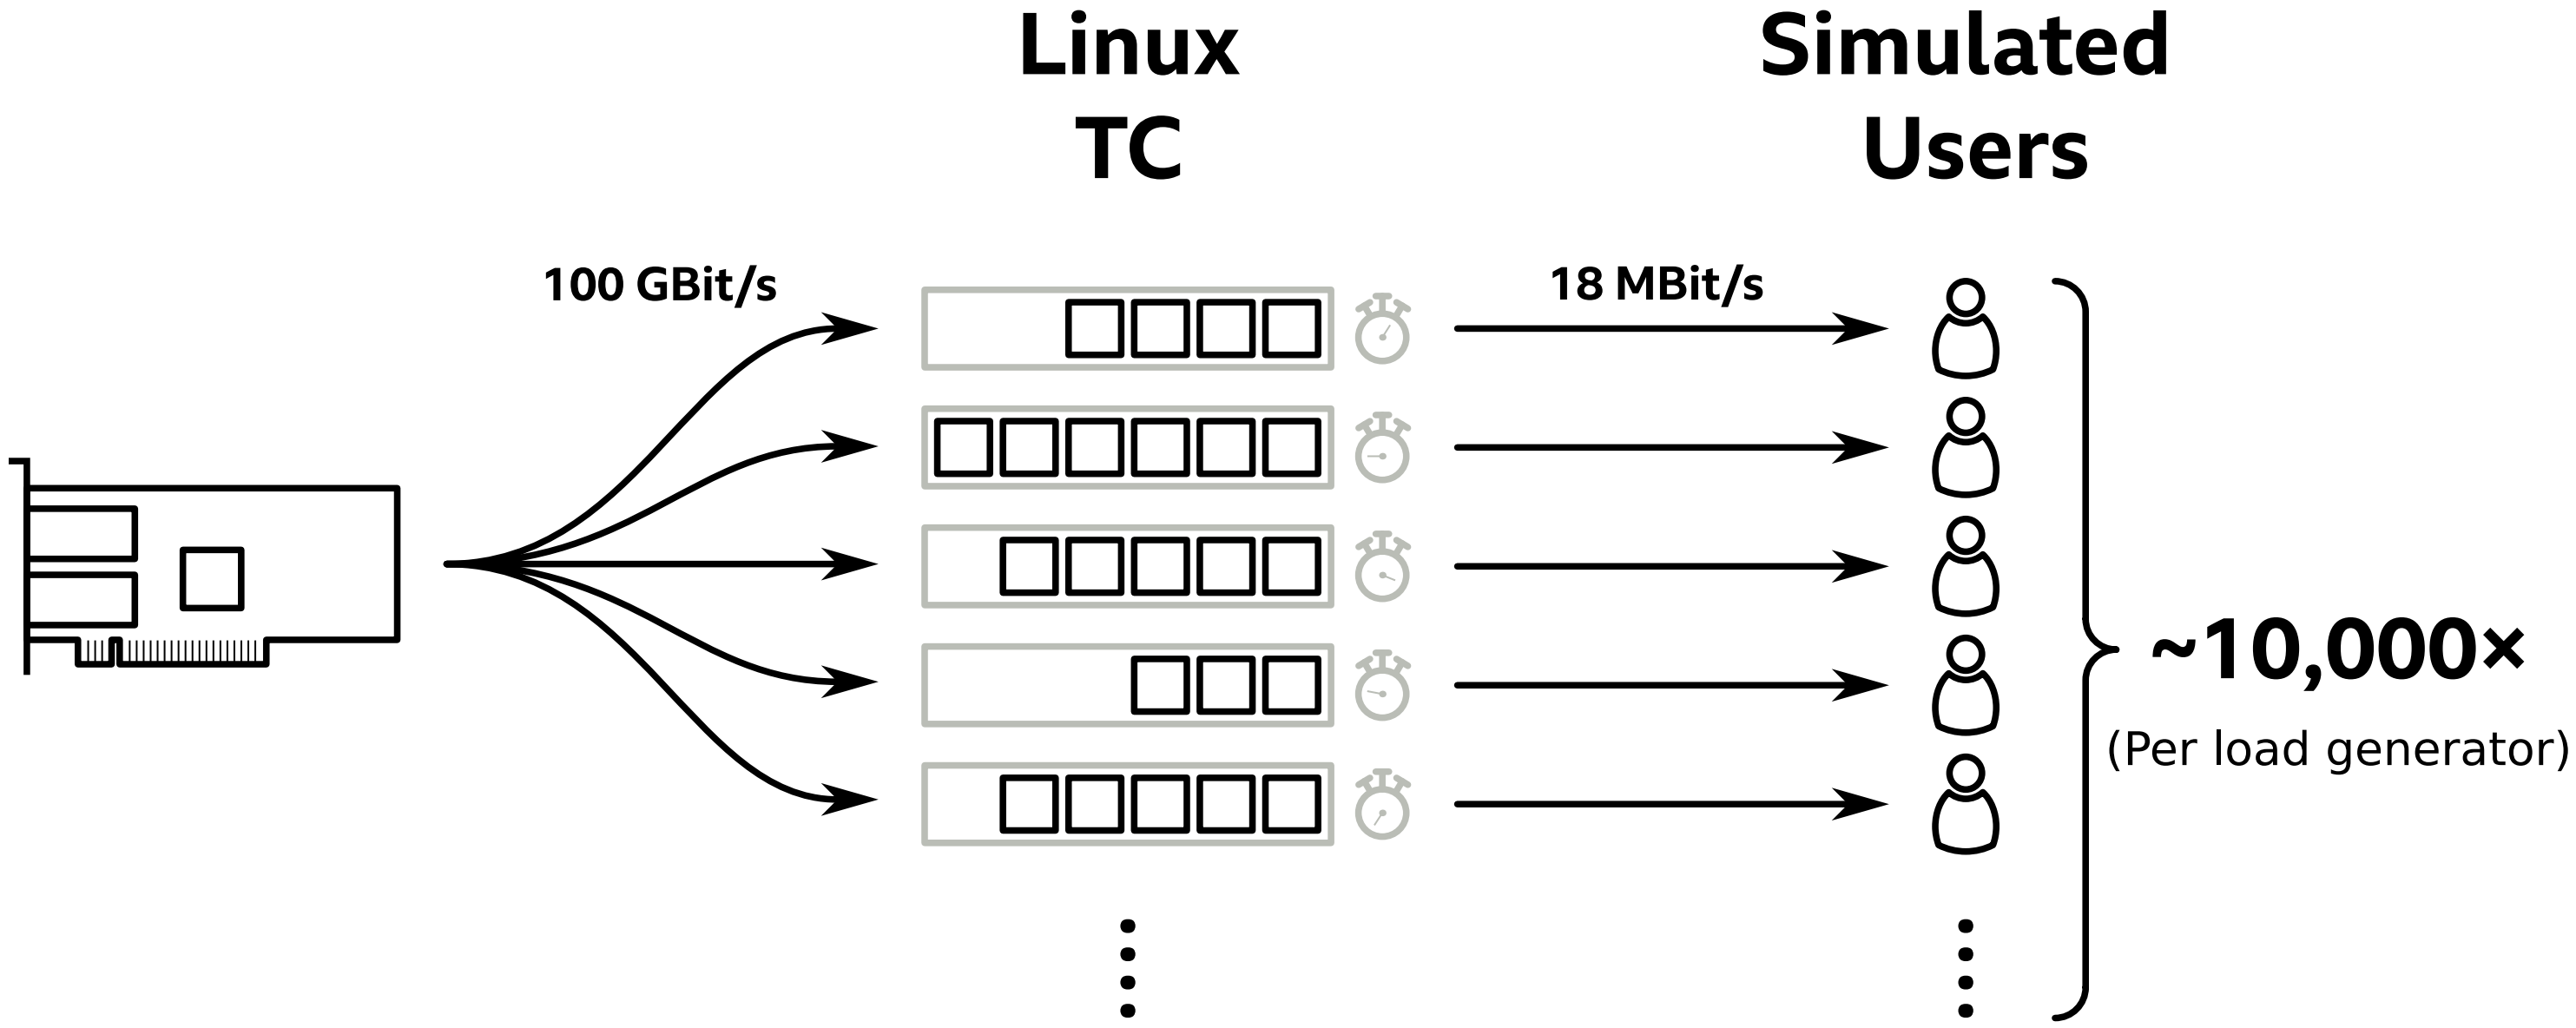 Linux
TC
Simulated
Users
100 GBit/s
18 MBit/s
~10,000×
(Per load generator)